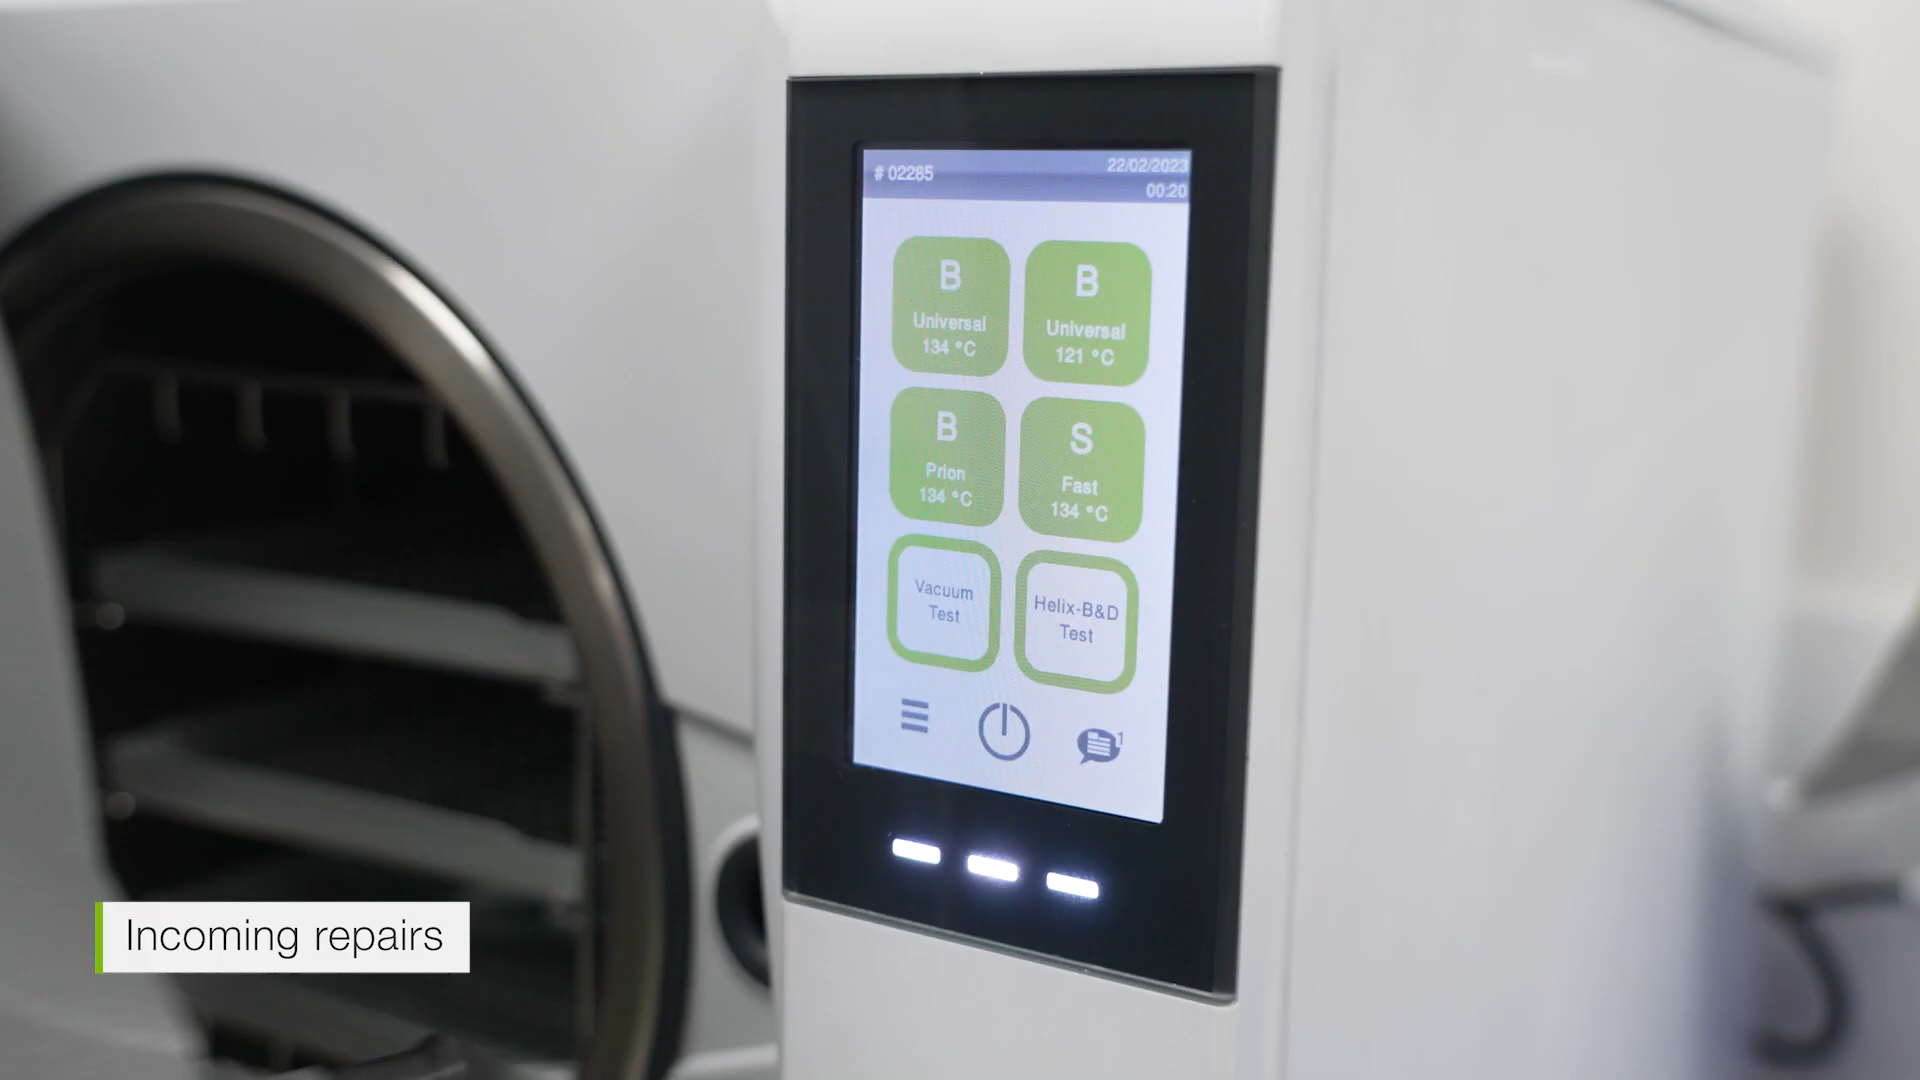 # 02285
22/02/2023
00:20
B
Universal
134 °C
B
Universal
121 °C
B
Prion
134 °C
S
Fast
134 °C
Vacuum
Test
Helix-B&D
Test
1
Incoming repairs